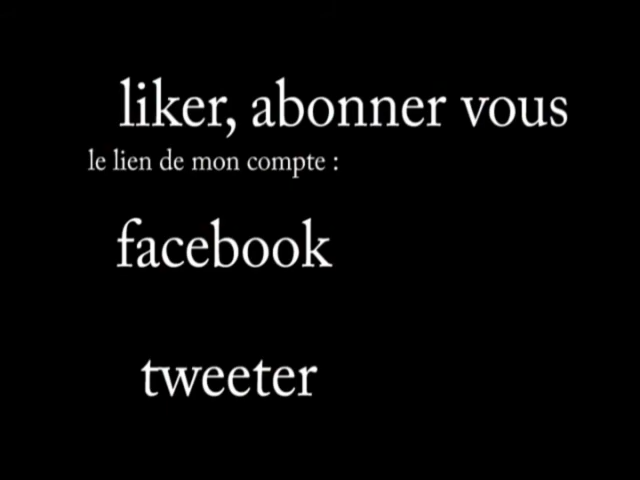 liker, abonner vous
le lien de mon compte :
facebook
tweeter